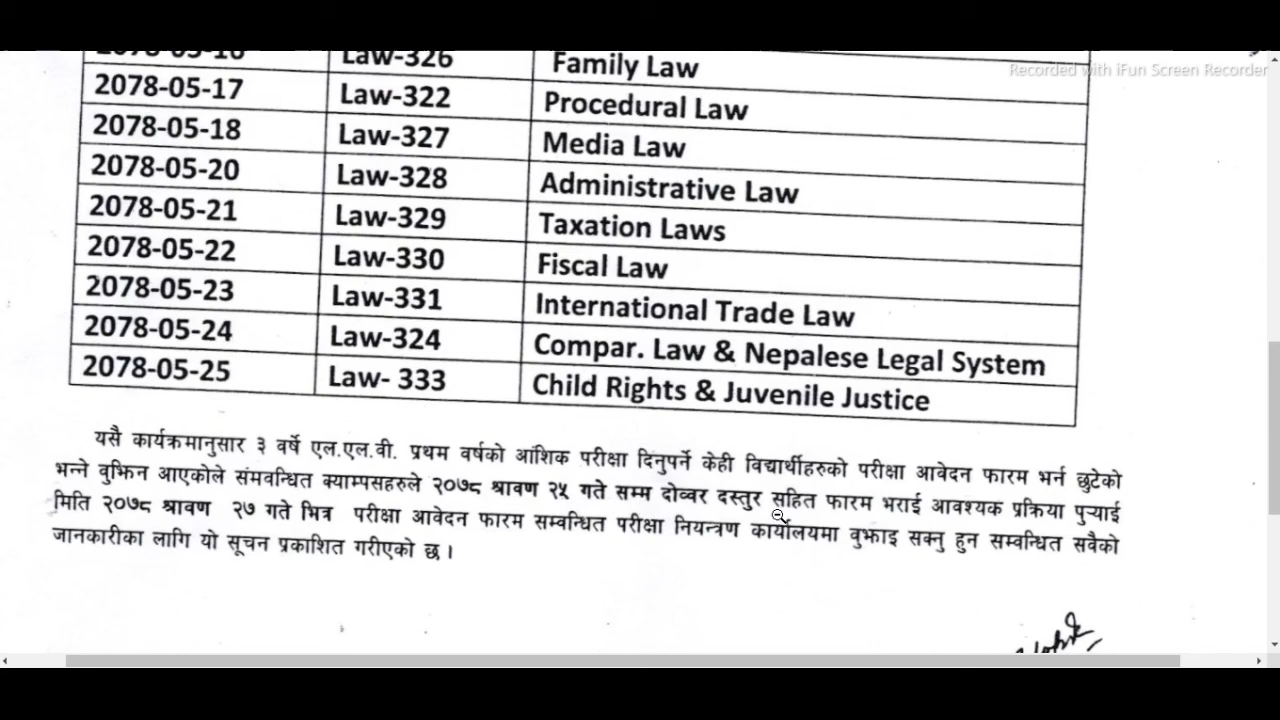 2078-05-16 Law-326 Family Law
Recorded with iFun Screen Recorder
2078-05-17 Law-322 Procedural Law
2078-05-18 Law-327 Media Law
2078-05-20 Law-328 Administrative Law
2078-05-21 Law-329 Taxation Laws
2078-05-22 Law-330 Fiscal Law
2078-05-23 Law-331 International Trade Law
2078-05-24 Law-324 Compar. Law & Nepalese Legal System
2078-05-25 Law- 333 Child Rights & Juvenile Justice
यसै कार्यक्रमानुसार ३ वर्षे एल.एल.वी. प्रथम वर्षको आंशिक परीक्षा दिनुपर्ने केही विद्यार्थीहरुको परीक्षा आवेदन फारम भर्न छुटेको
भन्ने वुझिन आएकोले संमवन्धित क्याम्पसहरुले २०७८ श्रावण २५ गते सम्म दोव्वर दस्तुर सहित फारम भराई आवश्यक प्रक्रिया पुर्‍याई
मिति २०७८ श्रावण २७ गते भित्र परीक्षा आवेदन फारम सम्वन्धित परीक्षा नियन्त्रण कार्यालयमा वुझाइ सक्नु हुन सम्वन्धित सवैको
जानकारीका लागि यो सूचन प्रकाशित गरीएको छ ।